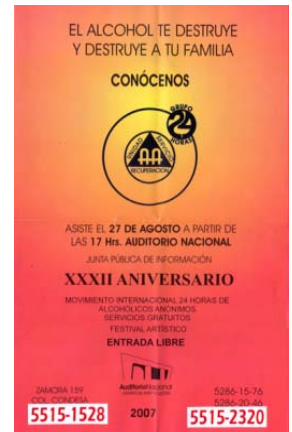 EL ALCOHOL TE DESTRUYE
Y DESTRUYE A TU FAMILIA
CONÓCENOS
GRUPO
24
HORAS
UNIDAD
SERVICIO
AA
RECUPERACION
ASISTE EL 27 DE AGOSTO A PARTIR DE
LAS 17 Hrs. AUDITORIO NACIONAL
JUNTA PÚBLICA DE INFORMACIÓN
XXXII ANIVERSARIO
MOVIMIENTO INTERNACIONAL 24 HORAS DE
ALCOHÓLICOS ANÓNIMOS
SERVICIOS GRATUITOS
FESTIVAL ARTÍSTICO
ENTRADA LIBRE
Auditorio Nacional
ZAMORA 159
COL. CONDESA
5515-1528
2007
5286-15-76
5286-20-46
5515-2320